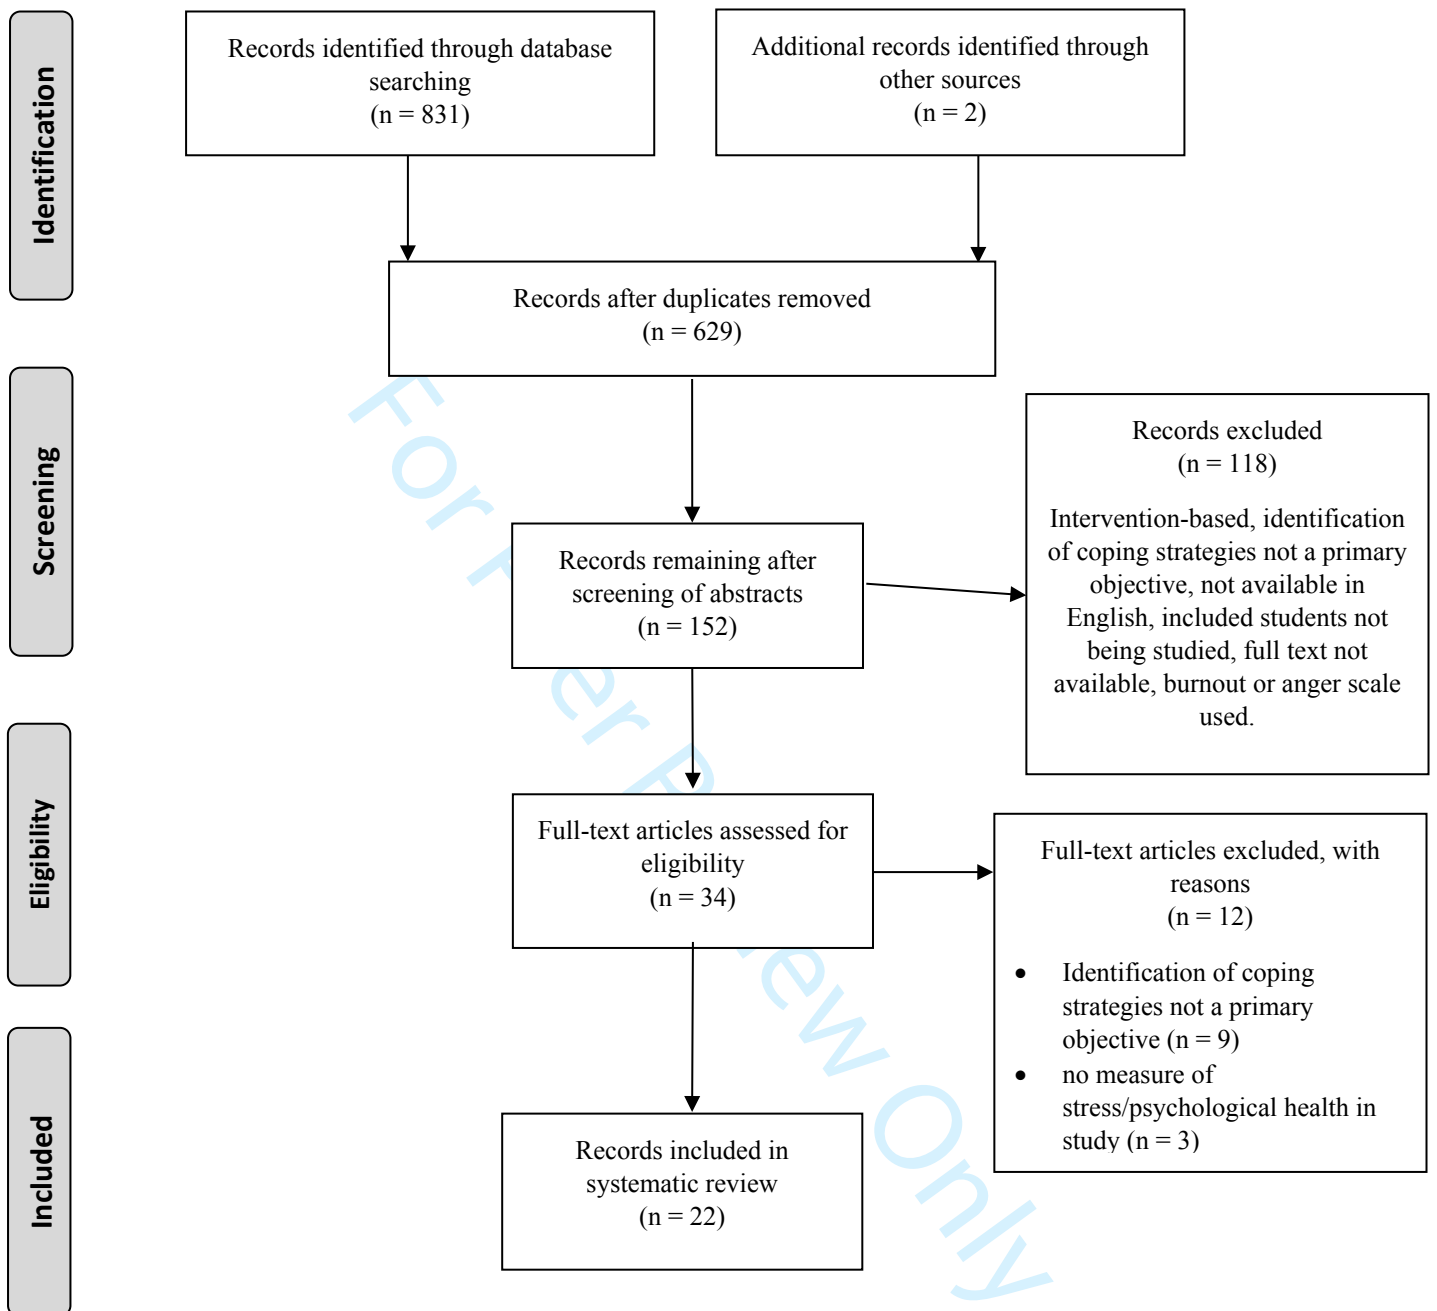 Identification
Records identified through database
searching
(n = 831)
Additional records identified through
other sources
(n = 2)
Records after duplicates removed
(n = 629)
Screening
Records remaining after
screening of abstracts
(n = 152)
Records excluded
(n = 118)
Intervention-based, identification
of coping strategies not a primary
objective, not available in
English, included students not
being studied, full text not
available, burnout or anger scale
used.
Eligibility
Full-text articles assessed for
eligibility
(n = 34)
Full-text articles excluded, with
reasons
(n = 12)
• Identification of coping
strategies not a primary
objective (n = 9)
• no measure of
stress/psychological health in
study (n = 3)
Included
Records included in
systematic review
(n = 22)
For Peer Review Only